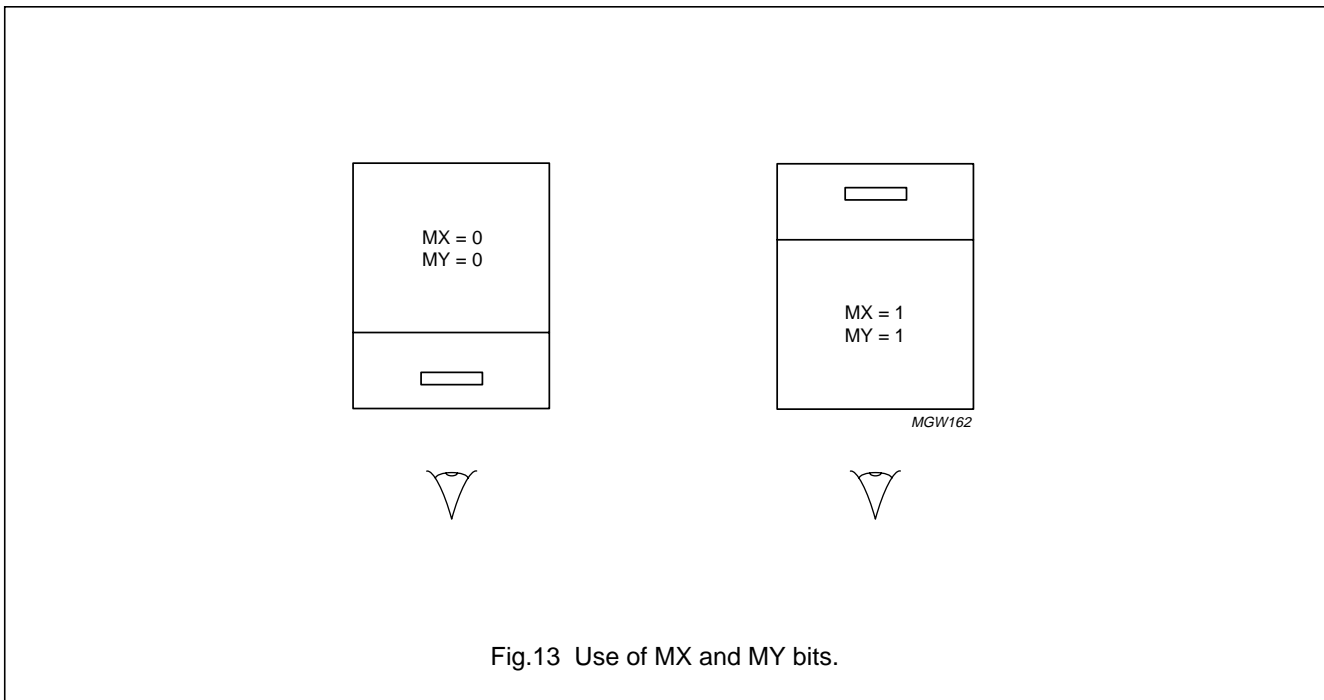 MX = 0
MY = 0
MX = 1
MY = 1
MGW162
Fig.13 Use of MX and MY bits.